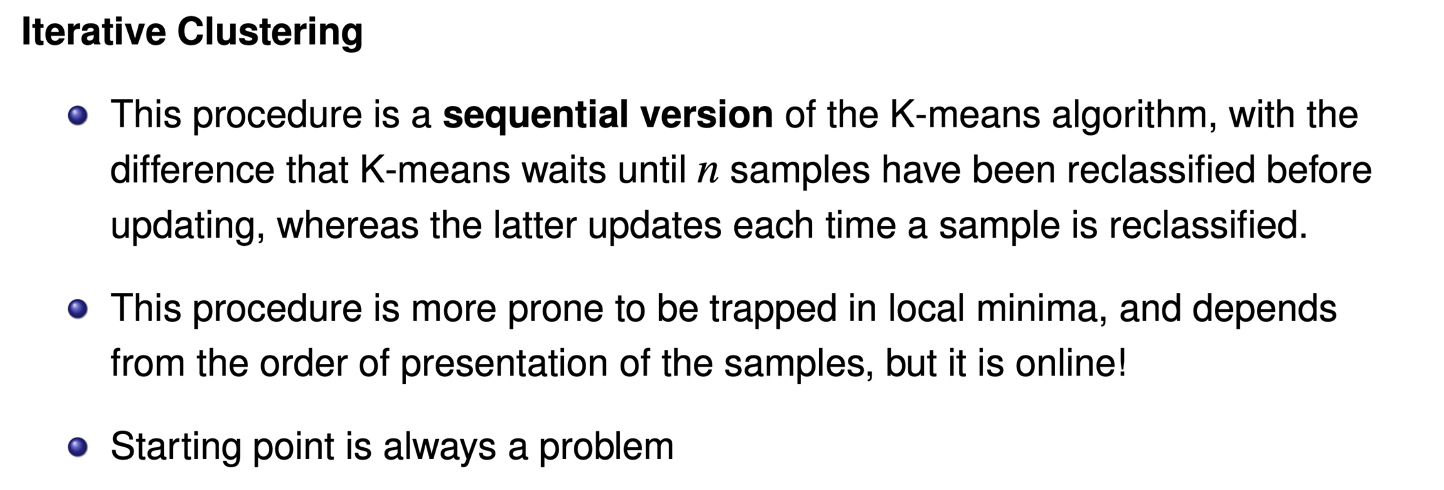 Iterative Clustering
This procedure is a sequential version of the K-means algorithm, with the
difference that K-means waits until n samples have been reclassified before
updating, whereas the latter updates each time a sample is reclassified.
This procedure is more prone to be trapped in local minima, and depends
from the order of presentation of the samples, but it is online!
Starting point is always a problem